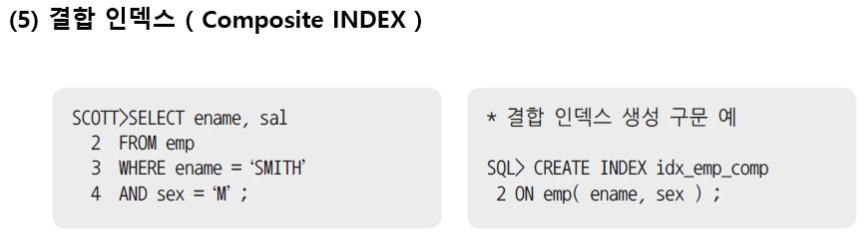 (5) 결합 인덱스 ( Composite INDEX )
SCOTT>SELECT ename, sal
2 FROM emp
3 WHERE ename = ‘SMITH’
4 AND sex = ‘M’ ;
* 결합 인덱스 생성 구문 예
SQL> CREATE INDEX idx_emp_comp
2 ON emp( ename, sex ) ;